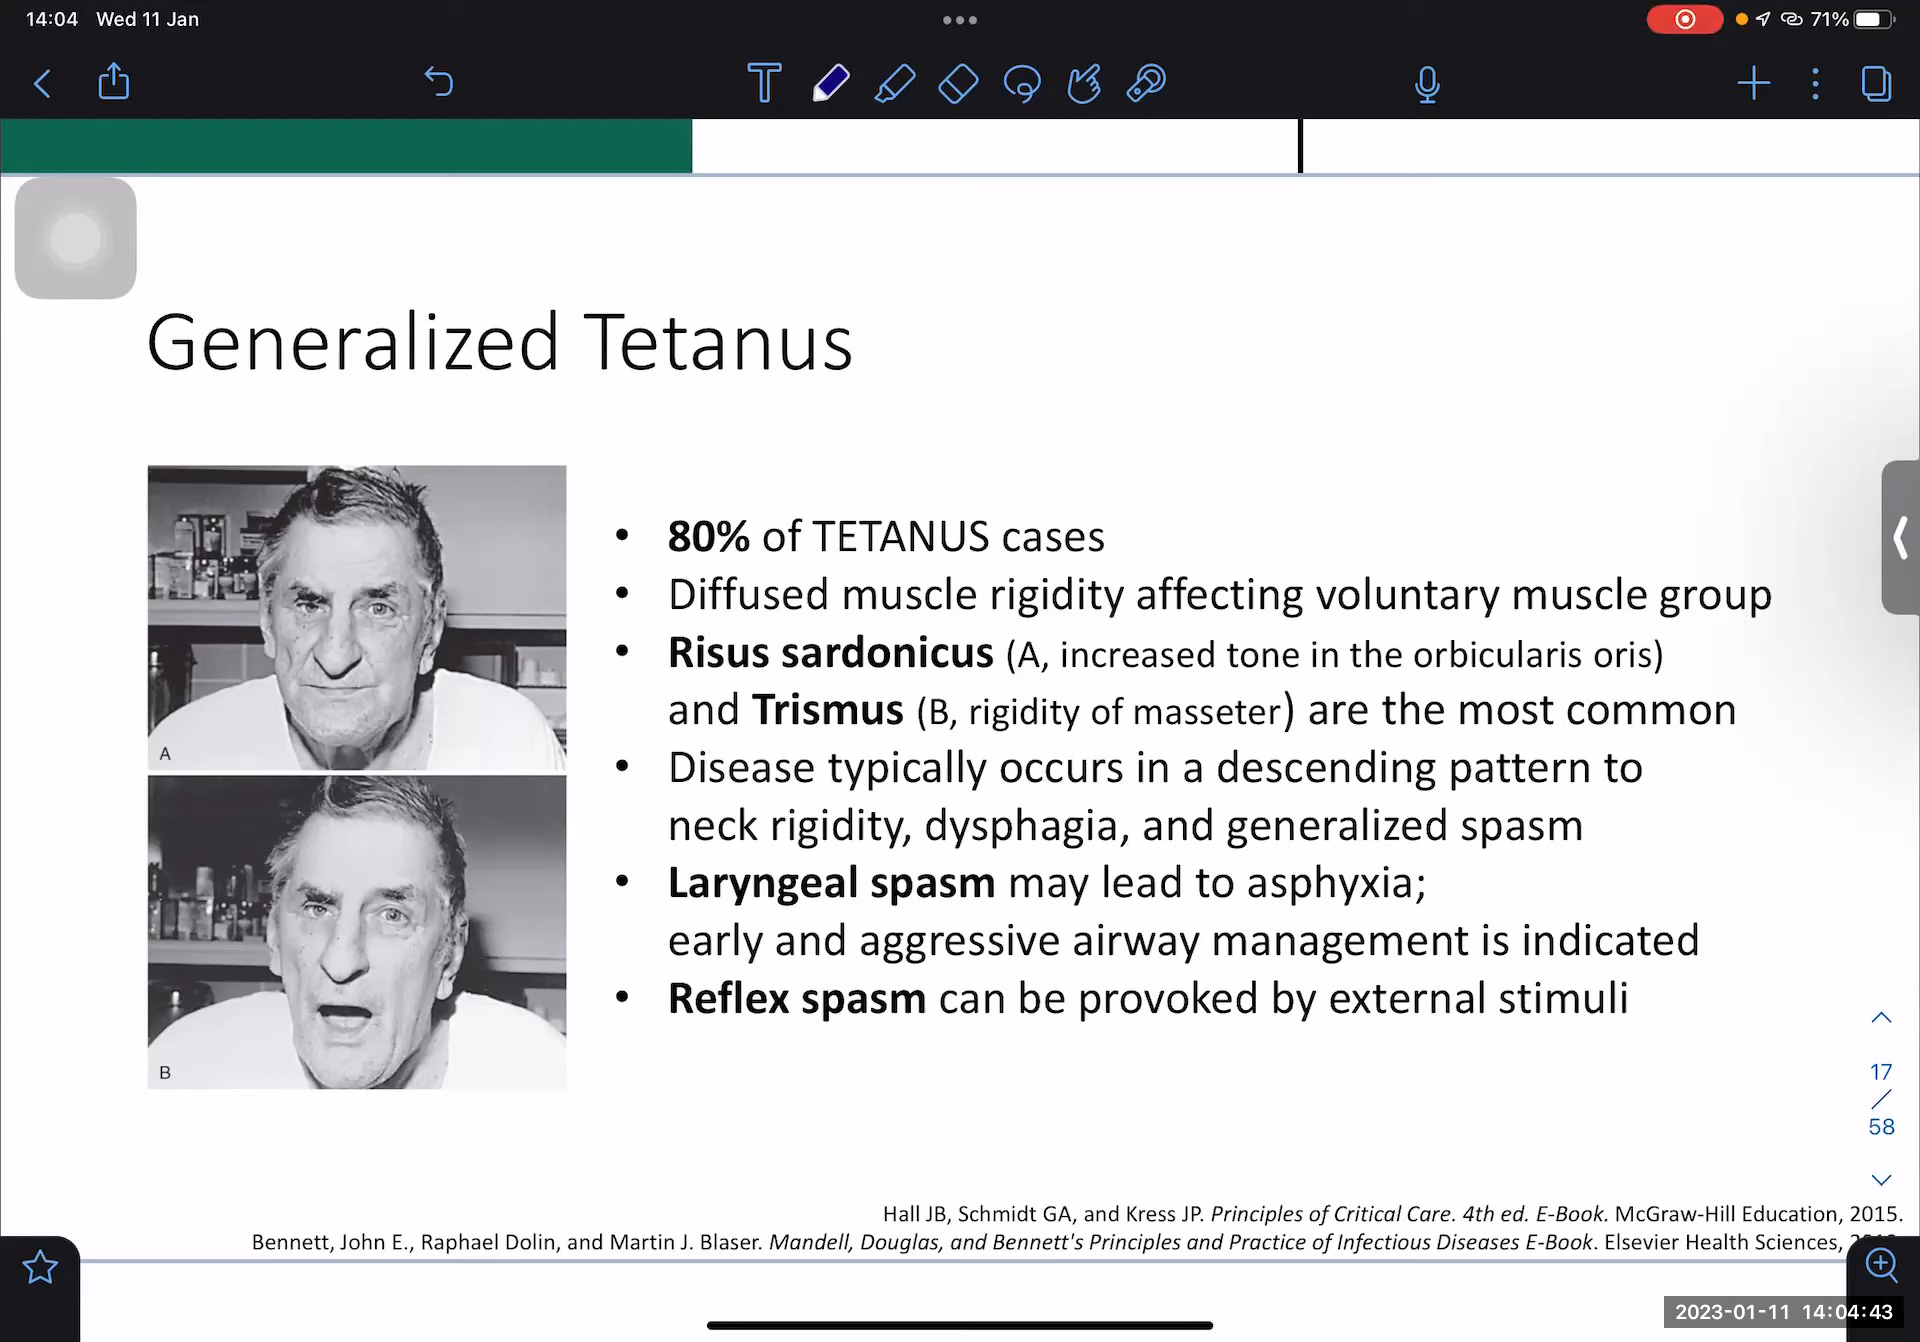 14:04 Wed 11 Jan
71%
Generalized Tetanus
A
B
• 80% of TETANUS cases
• Diffused muscle rigidity affecting voluntary muscle group
• Risus sardonicus (A, increased tone in the orbicularis oris)
and Trismus (B, rigidity of masseter) are the most common
• Disease typically occurs in a descending pattern to
neck rigidity, dysphagia, and generalized spasm
• Laryngeal spasm may lead to asphyxia;
early and aggressive airway management is indicated
• Reflex spasm can be provoked by external stimuli
17
/
58
Hall JB, Schmidt GA, and Kress JP. Principles of Critical Care. 4th ed. E-Book. McGraw-Hill Education, 2015.
Bennett, John E., Raphael Dolin, and Martin J. Blaser. Mandell, Douglas, and Bennett's Principles and Practice of Infectious Diseases E-Book. Elsevier Health Sciences,
2023-01-11 14:04:43